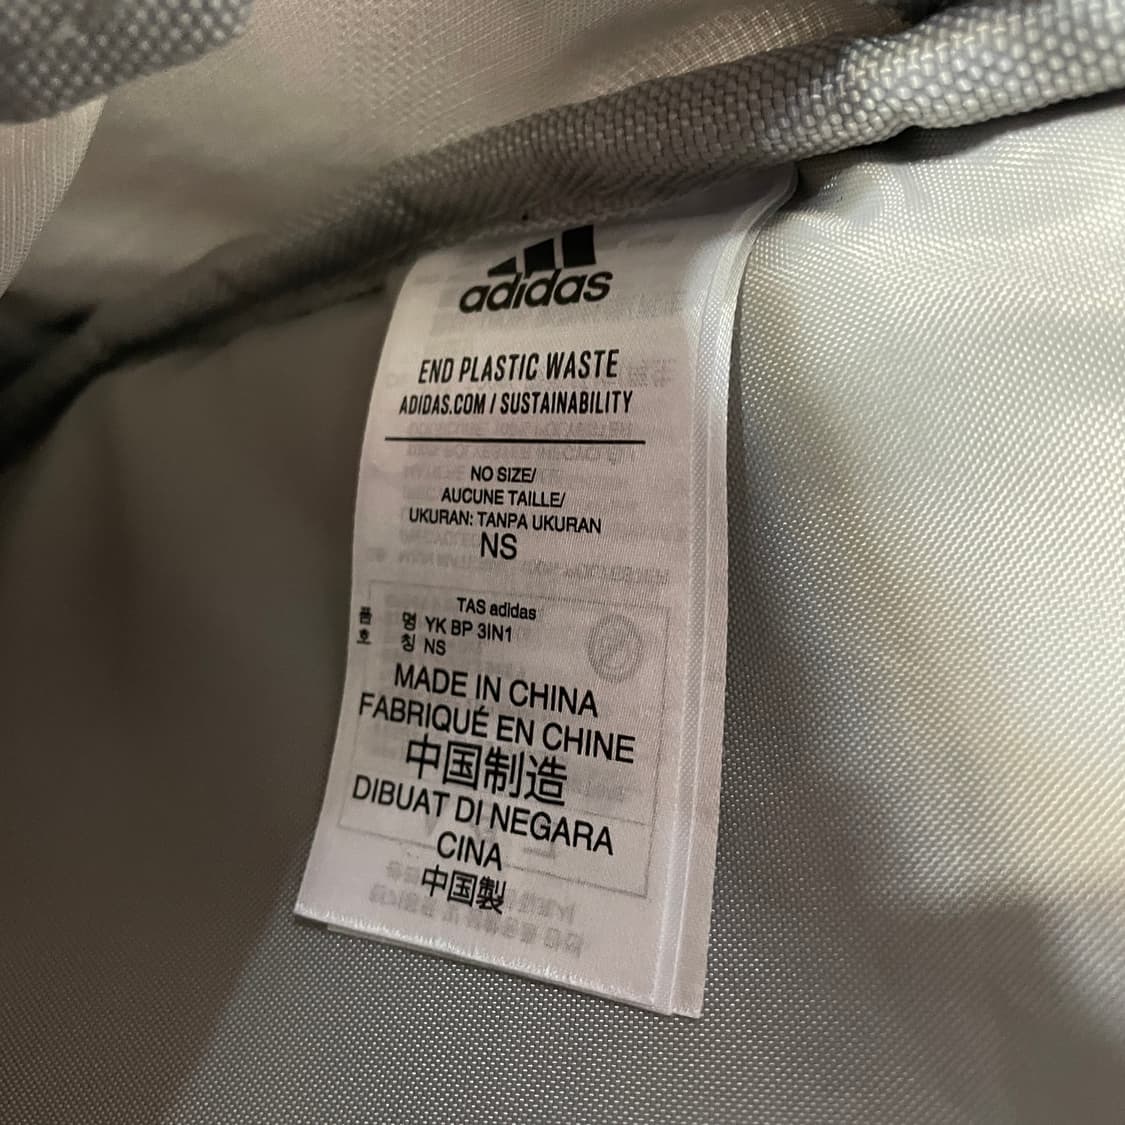 adidas
END PLASTIC WASTE
ADIDAS.COM / SUSTAINABILITY
NO SIZE/
AUCUNE TAILLE/
UKURAN: TANPA UKURAN
NS
TAS adidas
품 명 YK BP 3IN1
호 칭 NS
MADE IN CHINA
FABRIQUÉ EN CHINE
中国制造
DIBUAT DI NEGARA
CINA
中国製